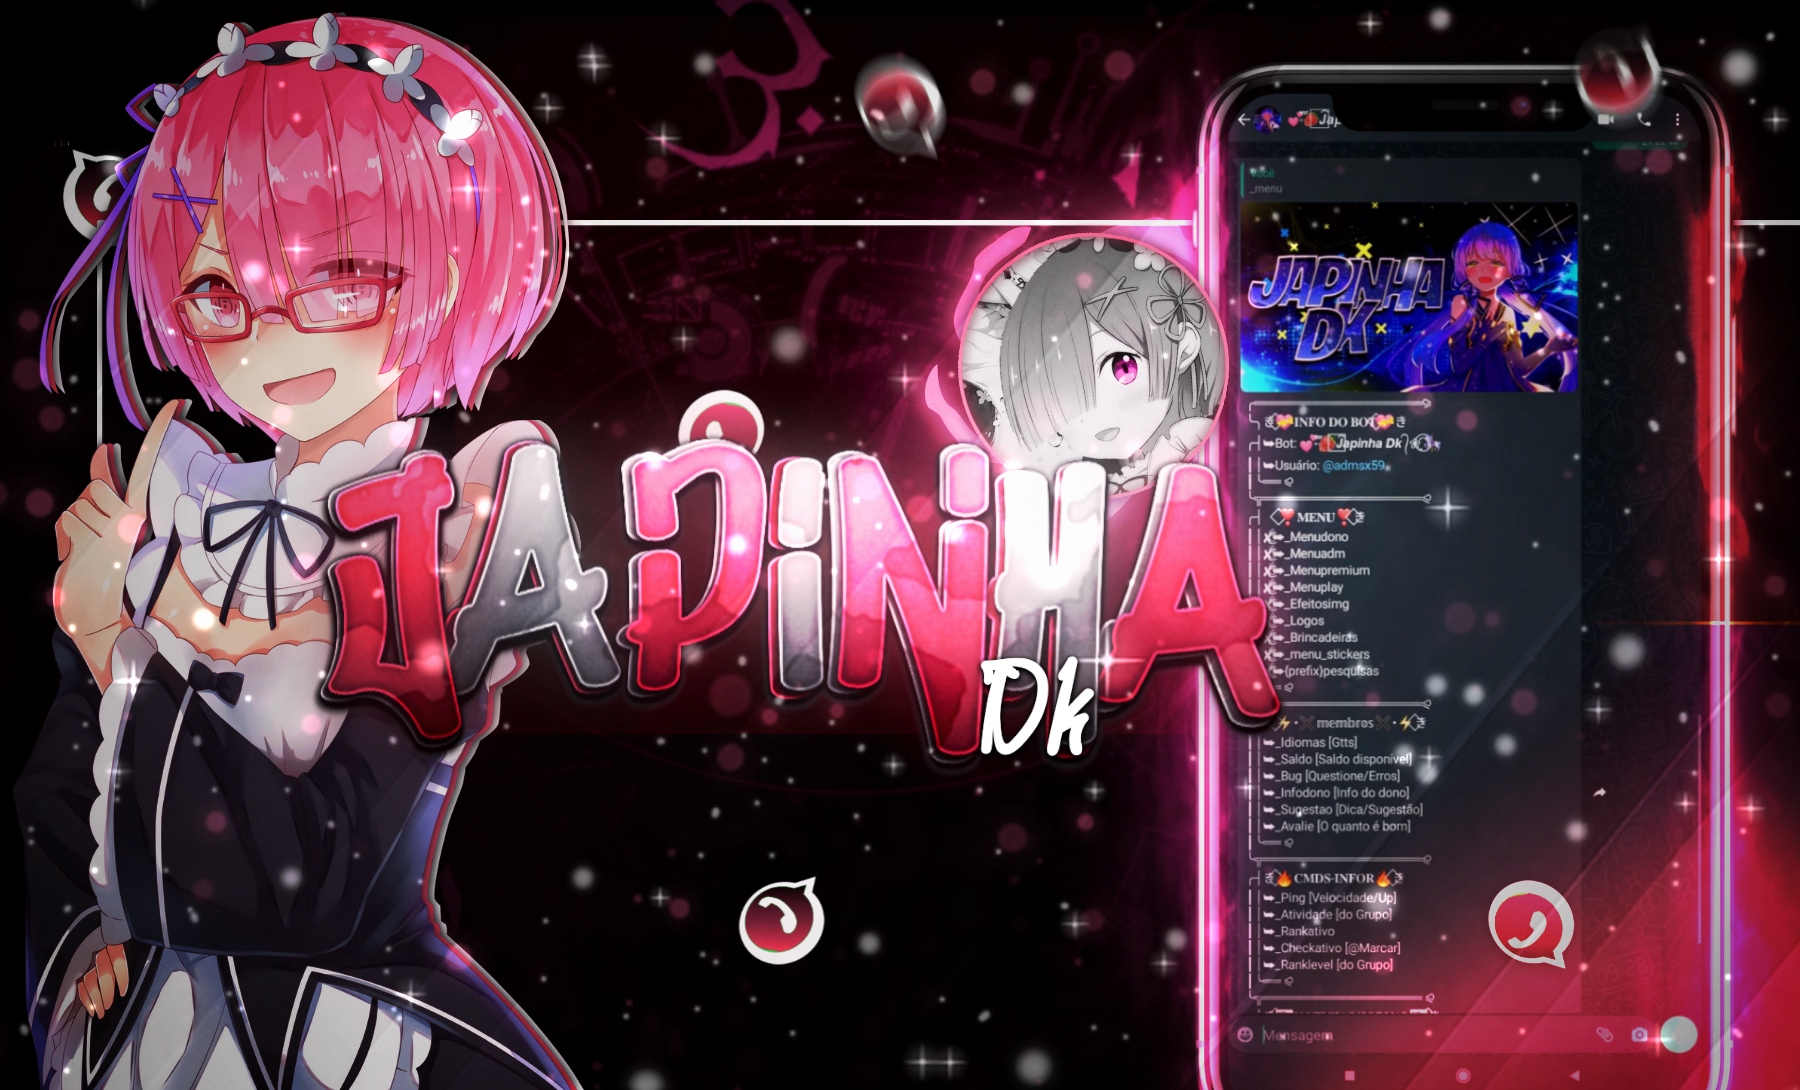 JAPINHA
Dk
Jap
Você
_menu
JAPINHA
DK
INFO DO BOT
Bot: Japinha Dk
Usuário: @admsx59
MENU
_Menudono
_Menuadm
_Menupremium
_Menuplay
_Efeitosimg
_Logos
_Brincadeiras
_menu_stickers
{prefix}pesquisas
membros
_Idiomas [Gtts]
_Saldo [Saldo disponivel]
_Bug [Questione/Erros]
_Infodono [Info do dono]
_Sugestao [Dica/Sugestão]
_Avalie [O quanto é bom]
CMDS-INFOR
_Ping [Velocidade/Up]
_Atividade [do Grupo]
_Rankativo
_Checkativo [@Marcar]
_Ranklevel [do Grupo]
Mensagem